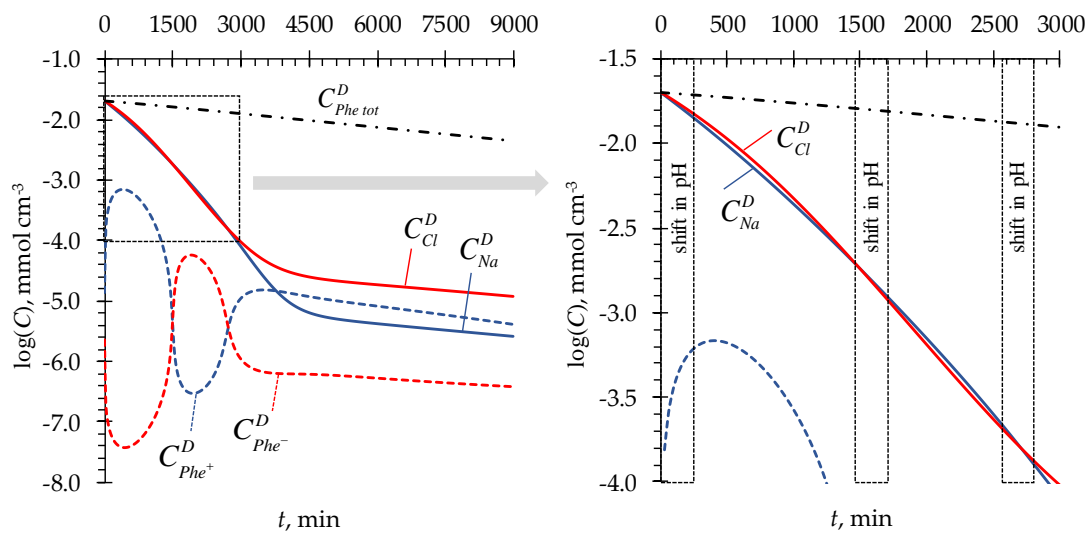 0 1500 3000 4500 6000 7500 9000
-1.0
-2.0
-3.0
-4.0
-5.0
-6.0
-7.0
-8.0
log(C), mmol cm⁻³
t, min
C^D_Phe tot
C^D_Cl
C^D_Na
C^D_Phe⁺
C^D_Phe⁻
0 500 1000 1500 2000 2500 3000
-1.5
-2.0
-2.5
-3.0
-3.5
-4.0
log(C), mmol cm⁻³
t, min
C^D_Cl
C^D_Na
shift in pH
shift in pH
shift in pH